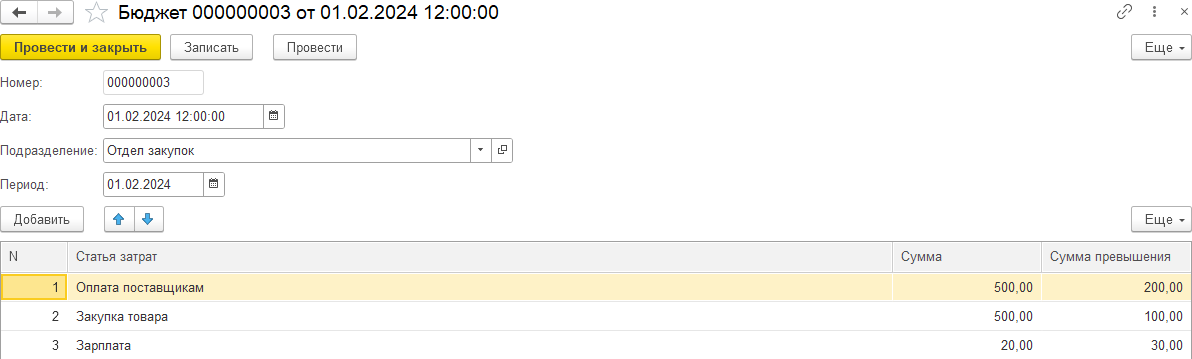 Бюджет 000000003 от 01.02.2024 12:00:00
Провести и закрыть Записать Провести Еще
Номер: 000000003
Дата: 01.02.2024 12:00:00
Подразделение: Отдел закупок
Период: 01.02.2024
Добавить Еще
N Статья затрат Сумма Сумма превышения
1 Оплата поставщикам 500,00 200,00
2 Закупка товара 500,00 100,00
3 Зарплата 20,00 30,00